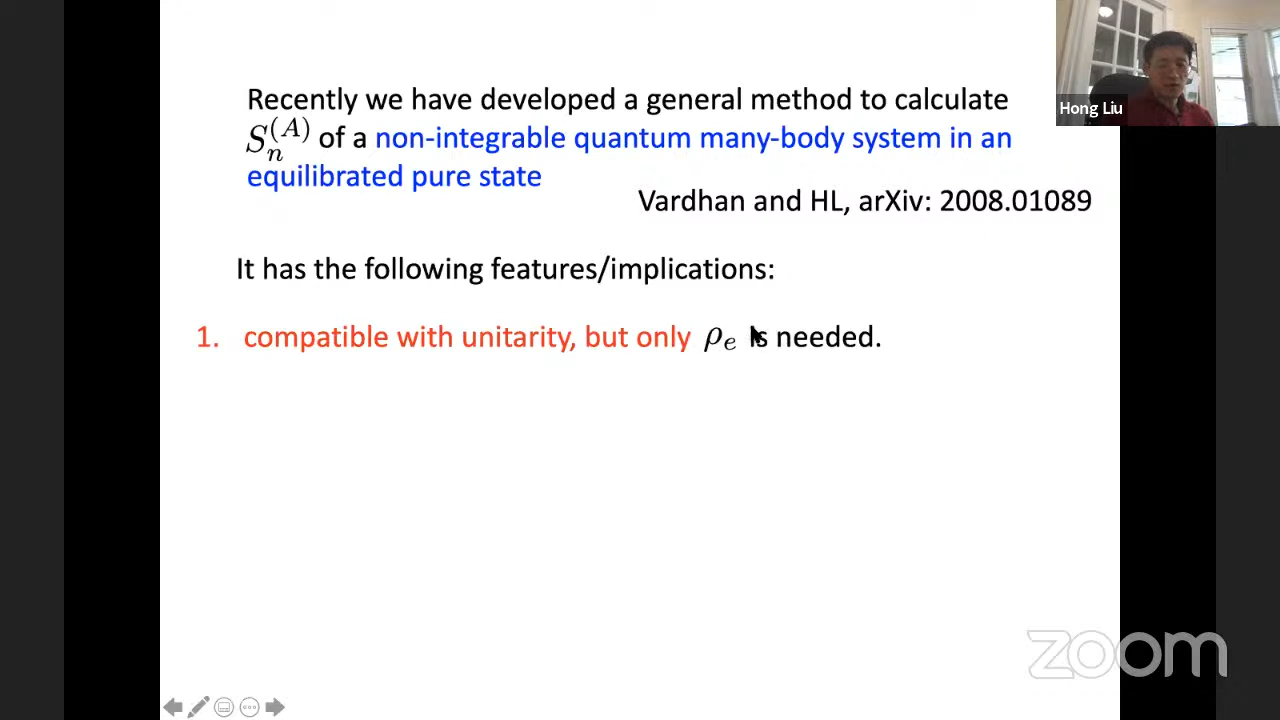 Recently we have developed a general method to calculate
$S_n^{(A)}$ of a non-integrable quantum many-body system in an
equilibrated pure state
Vardhan and HL, arXiv: 2008.01089
It has the following features/implications:
1. compatible with unitarity, but only $\rho_e$ is needed.
Hong Liu
zoom